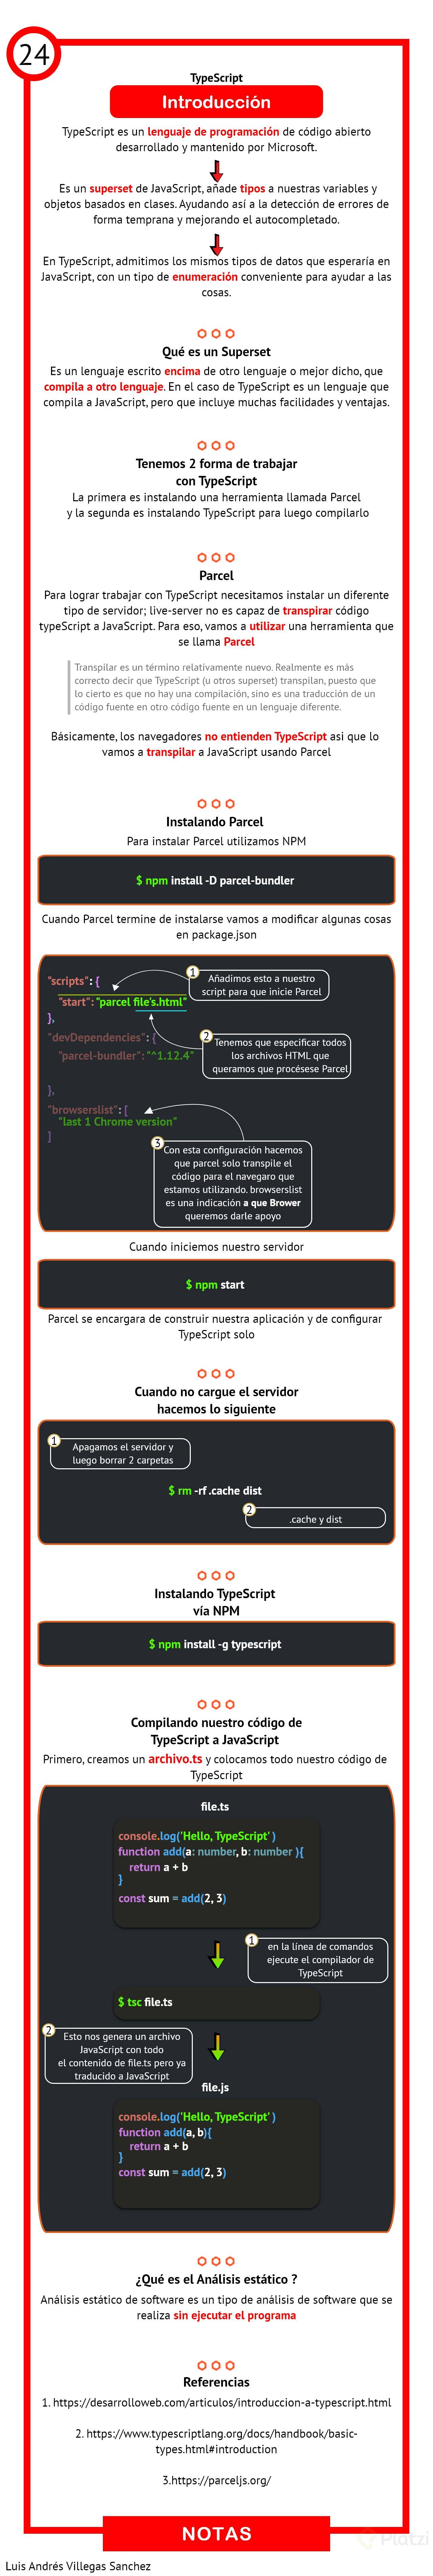 24
TypeScript
Introducción
TypeScript es un lenguaje de programación de código abierto
desarrollado y mantenido por Microsoft.
Es un superset de JavaScript, añade tipos a nuestras variables y
objetos basados en clases. Ayudando así a la detección de errores de
forma temprana y mejorando el autocompletado.
En TypeScript, admitimos los mismos tipos de datos que esperaría en
JavaScript, con un tipo de enumeración conveniente para ayudar a las
cosas.
Qué es un Superset
Es un lenguaje escrito encima de otro lenguaje o mejor dicho, que
compila a otro lenguaje. En el caso de TypeScript es un lenguaje que
compila a JavaScript, pero que incluye muchas facilidades y ventajas.
Tenemos 2 forma de trabajar
con TypeScript
La primera es instalando una herramienta llamada Parcel
y la segunda es instalando TypeScript para luego compilarlo
Parcel
Para lograr trabajar con TypeScript necesitamos instalar un diferente
tipo de servidor; live-server no es capaz de transpirar código
typeScript a JavaScript. Para eso, vamos a utilizar una herramienta que
se llama Parcel
Transpilar es un término relativamente nuevo. Realmente es más
correcto decir que TypeScript (u otros superset) transpilan, puesto que
lo cierto es que no hay una compilación, sino es una traducción de un
código fuente en otro código fuente en un lenguaje diferente.
Básicamente, los navegadores no entienden TypeScript asi que lo
vamos a transpilar a JavaScript usando Parcel
Instalando Parcel
Para instalar Parcel utilizamos NPM
$ npm install -D parcel-bundler
Cuando Parcel termine de instalarse vamos a modificar algunas cosas
en package.json
"scripts": {
1
Añadimos esto a nuestro
script para que inicie Parcel
"start": "parcel file's.html"
},
"devDependencies": {
2
Tenemos que especificar todos
los archivos HTML que
queramos que procésese Parcel
"parcel-bundler": "^1.12.4"
},
"browserslist": [
"last 1 Chrome version"
]
3
Con esta configuración hacemos
que parcel solo transpile el
código para el navegaro que
estamos utilizando. browserslist
es una indicación a que Brower
queremos darle apoyo
Cuando iniciemos nuestro servidor
$ npm start
Parcel se encargara de construir nuestra aplicación y de configurar
TypeScript solo
Cuando no cargue el servidor
hacemos lo siguiente
1
Apagamos el servidor y
luego borrar 2 carpetas
$ rm -rf .cache dist
2
.cache y dist
Instalando TypeScript
vía NPM
$ npm install -g typescript
Compilando nuestro código de
TypeScript a JavaScript
Primero, creamos un archivo.ts y colocamos todo nuestro código de
TypeScript
file.ts
console.log('Hello, TypeScript' )
function add(a: number, b: number ){
return a + b
}
const sum = add(2, 3)
1
en la línea de comandos
ejecute el compilador de
TypeScript
$ tsc file.ts
2
Esto nos genera un archivo
JavaScript con todo
el contenido de file.ts pero ya
traducido a JavaScript
file.js
console.log('Hello, TypeScript' )
function add(a, b){
return a + b
}
const sum = add(2, 3)
¿Qué es el Análisis estático ?
Análisis estático de software es un tipo de análisis de software que se
realiza sin ejecutar el programa
Referencias
1. https://desarrolloweb.com/articulos/introduccion-a-typescript.html
2. https://www.typescriptlang.org/docs/handbook/basic-
types.html#introduction
3.https://parceljs.org/
NOTAS
Platzi
Luis Andrés Villegas Sanchez